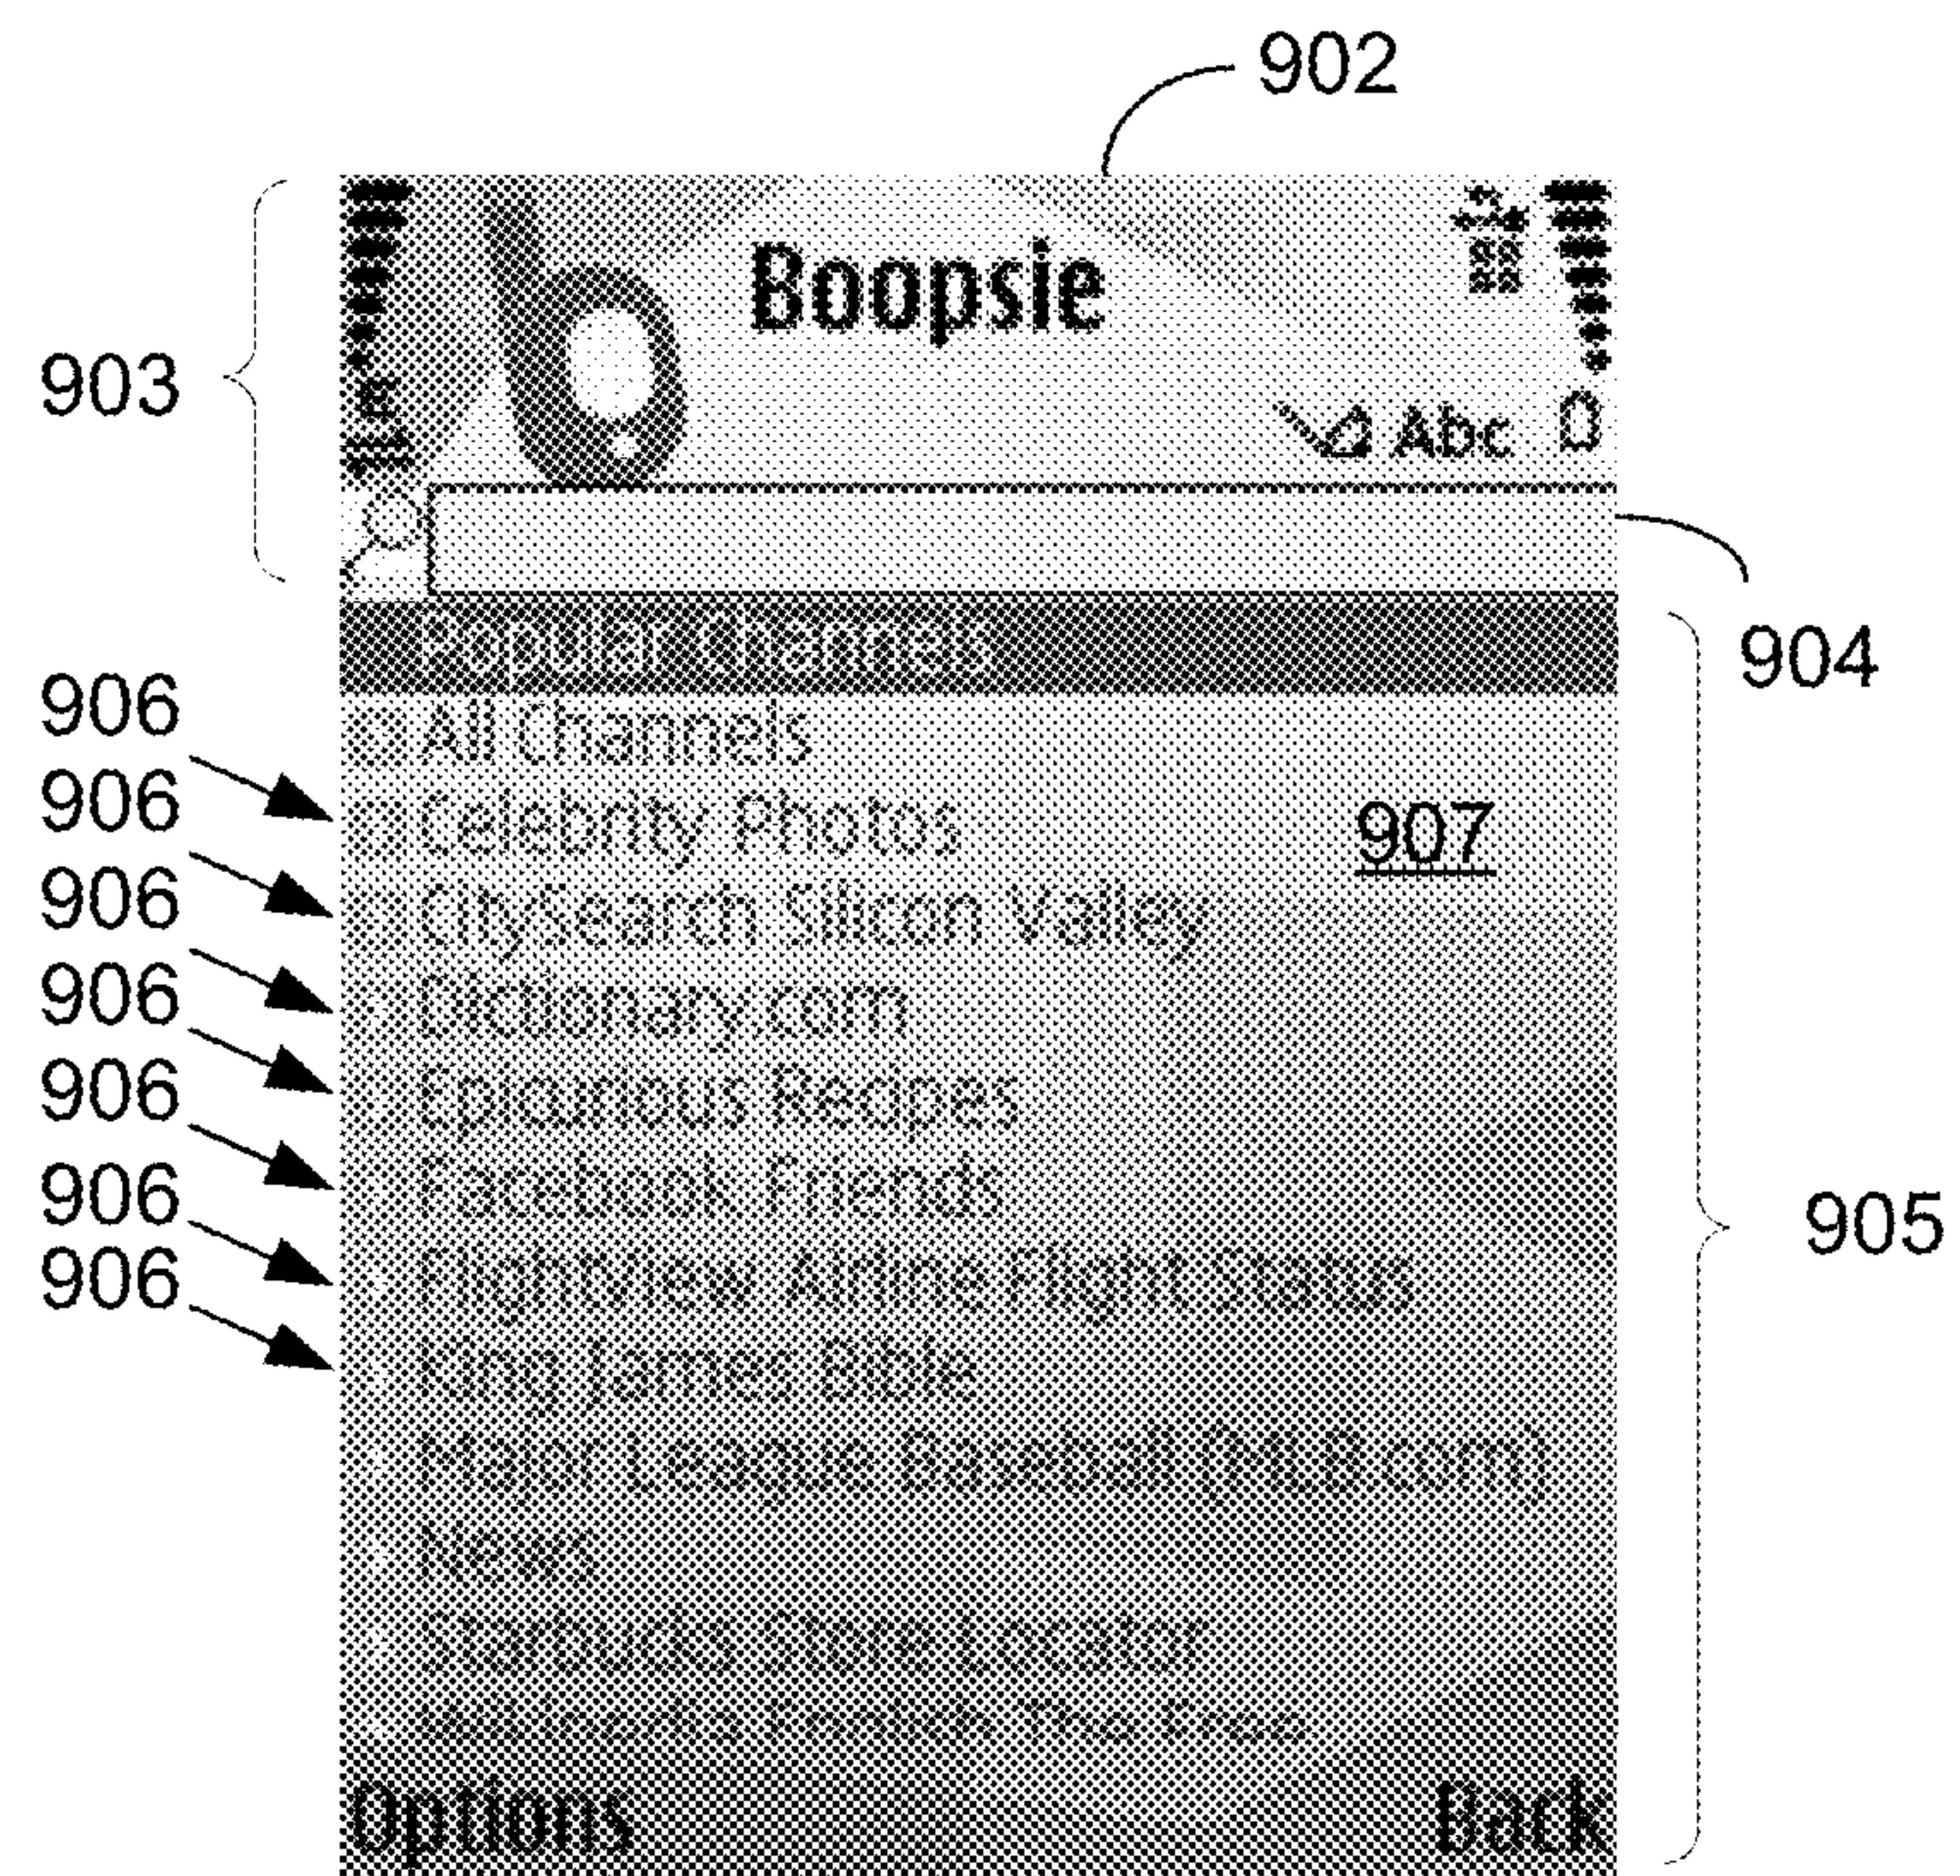 902
Boopsie
903
Abc
904
Popular Channels
All Channels
906
Celebrity Photos
907
906
CitySearch Silicon Valley
906
Dictionary.com
906
Epicurious Recipes
906
Facebook Friends
905
906
FlightView Airline Flight Status
906
King James Bible
Major League Baseball (MLB.com)
News
Starbucks Store Locator
The Free
Options Back